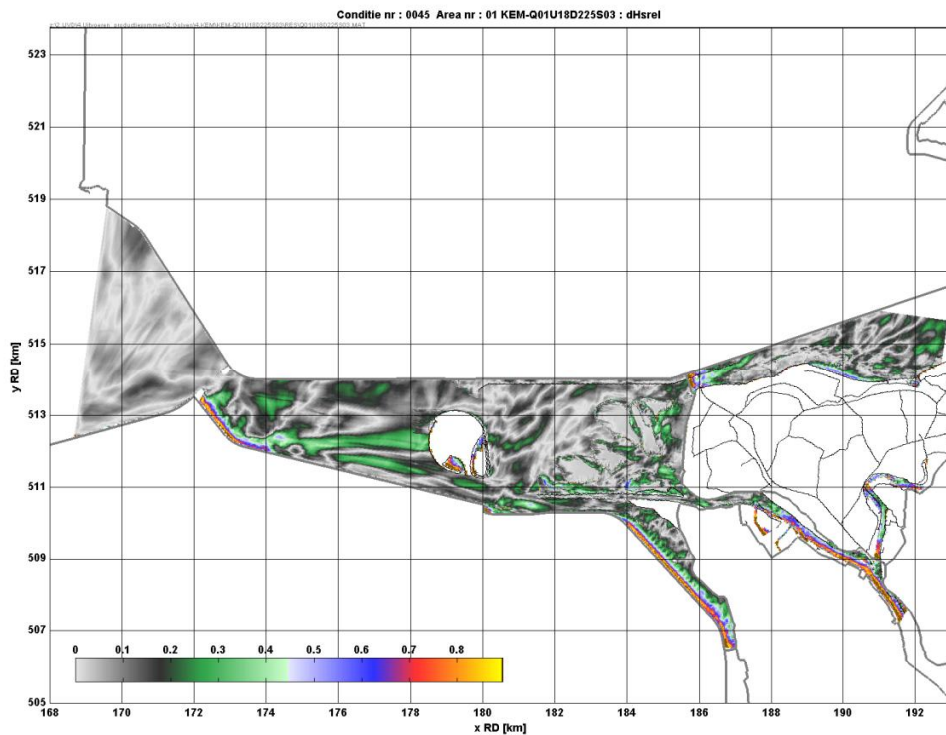 Conditie nr : 0045 Area nr : 01 KEM-Q01U18D225S03 : dHsrel
y RD [km]
523
521
519
517
515
513
511
509
507
505
0 0.1 0.2 0.3 0.4 0.5 0.6 0.7 0.8
168 170 172 174 176 178 180 182 184 186 188 190 192
x RD [km]